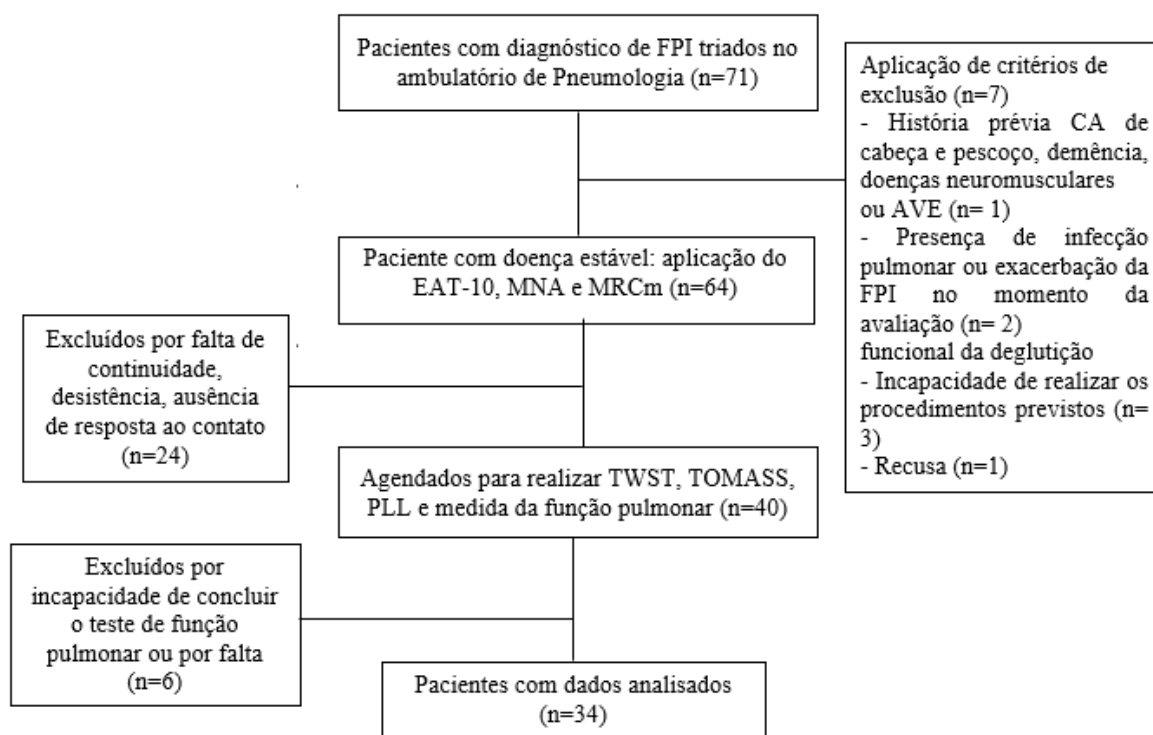 Pacientes com diagnóstico de FPI triados no
ambulatório de Pneumologia (n=71)
Aplicação de critérios de
exclusão (n=7)
- História prévia CA de
cabeça e pescoço, demência,
doenças neuromusculares
ou AVE (n= 1)
- Presença de infecção
pulmonar ou exacerbação da
FPI no momento da
avaliação (n= 2)
funcional da deglutição
- Incapacidade de realizar os
procedimentos previstos (n=
3)
- Recusa (n=1)
Paciente com doença estável: aplicação do
EAT-10, MNA e MRCm (n=64)
Excluídos por falta de
continuidade,
desistência, ausência
de resposta ao contato
(n=24)
Agendados para realizar TWST, TOMASS,
PLL e medida da função pulmonar (n=40)
Excluídos por
incapacidade de concluir
o teste de função
pulmonar ou por falta
(n=6)
Pacientes com dados analisados
(n=34)